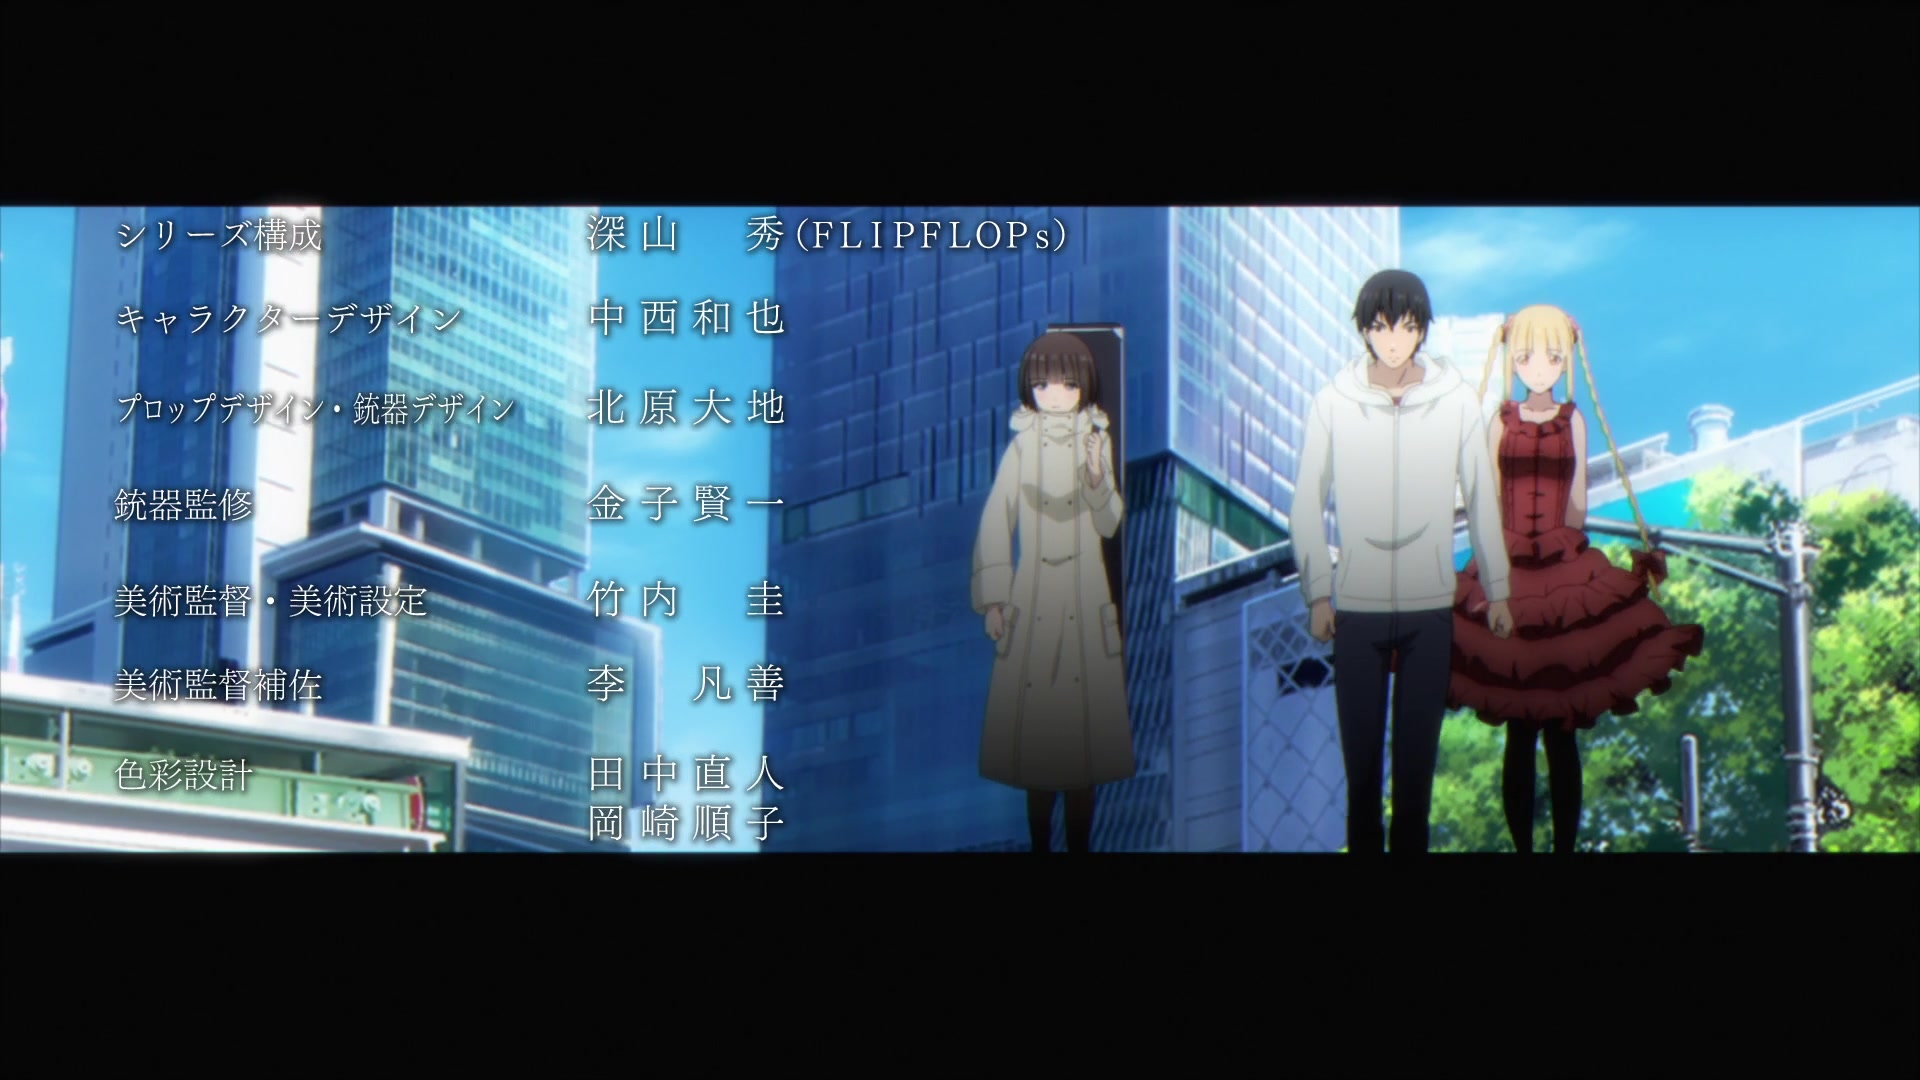 シリーズ構成 深山 秀(FLIPFLOPs)
キャラクターデザイン 中西和也
プロップデザイン・銃器デザイン 北原大地
銃器監修 金子賢一
美術監督・美術設定 竹内 圭
美術監督補佐 李 凡善
色彩設計 田中直人
岡崎順子